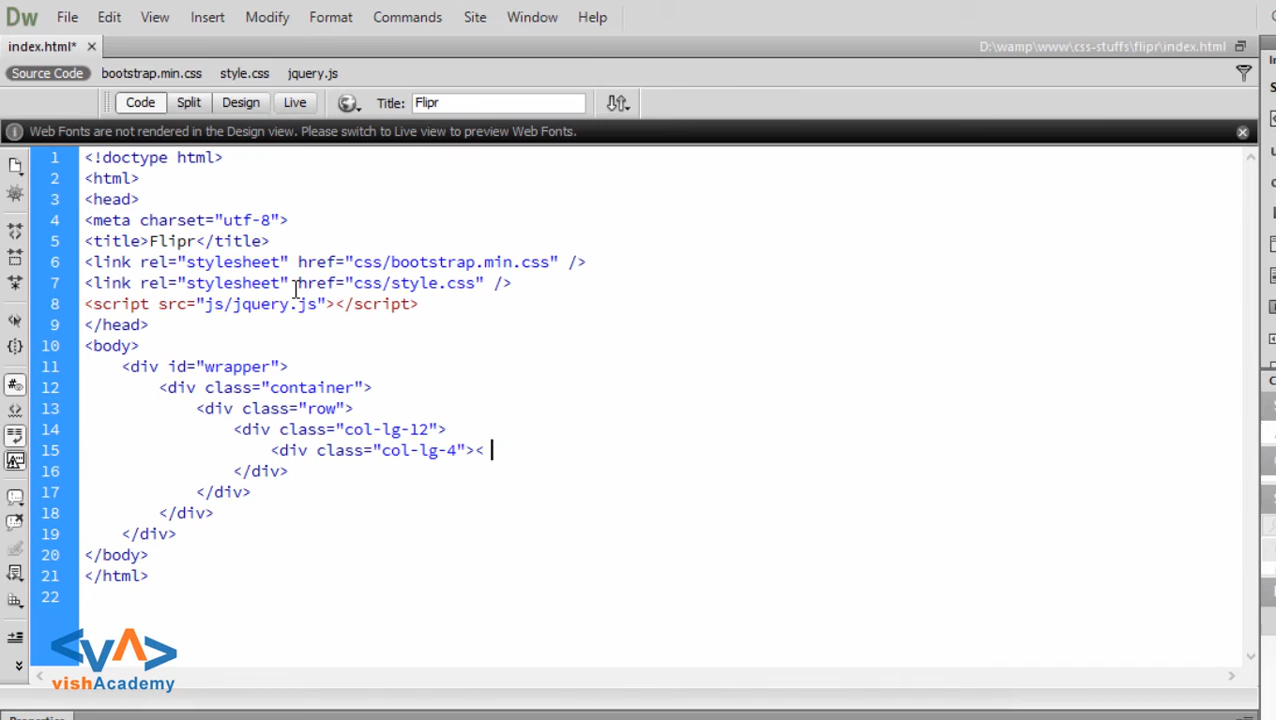 Dw File Edit View Insert Modify Format Commands Site Window Help
index.html* D:\wamp\www\css-stuffs\flipr\index.html
Source Code bootstrap.min.css style.css jquery.js
Code Split Design Live Title: Flipr
Web Fonts are not rendered in the Design view. Please switch to Live view to preview Web Fonts.
1 <!doctype html>
2 <html>
3 <head>
4 <meta charset="utf-8">
5 <title>Flipr</title>
6 <link rel="stylesheet" href="css/bootstrap.min.css" />
7 <link rel="stylesheet" href="css/style.css" />
8 <script src="js/jquery.js"></script>
9 </head>
10 <body>
11 <div id="wrapper">
12 <div class="container">
13 <div class="row">
14 <div class="col-lg-12">
15 <div class="col-lg-4"><
16 </div>
17 </div>
18 </div>
19 </div>
20 </body>
21 </html>
22
<VA>
vishAcademy